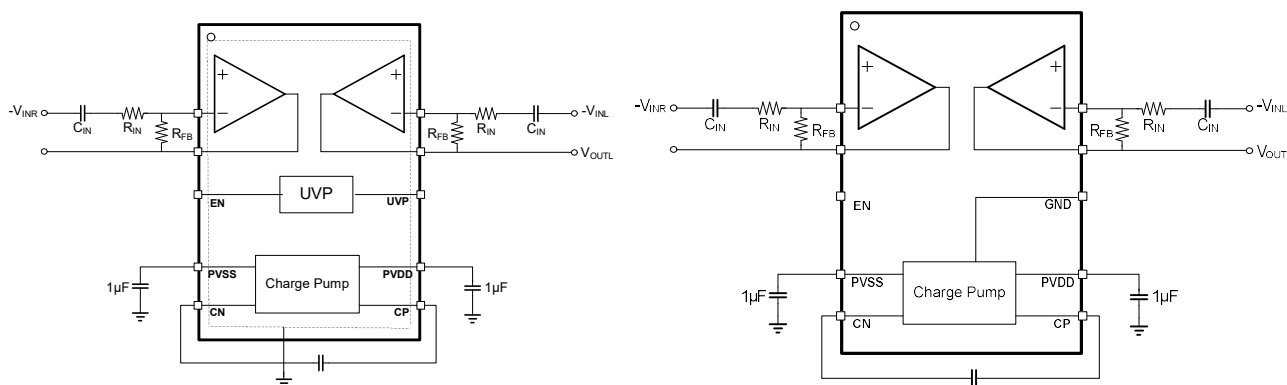 -VINR
CIN
RIN
RFB
+
−
+
−
RFB
RIN
CIN
-VINL
VOUTL
EN
UVP
UVP
PVSS
Charge Pump
PVDD
CN
CP
1µF
1µF
-VINR
CIN
RIN
RFB
+
−
+
−
RFB
RIN
CIN
-VINL
VOUT
EN
GND
PVSS
Charge Pump
PVDD
CN
CP
1µF
1µF